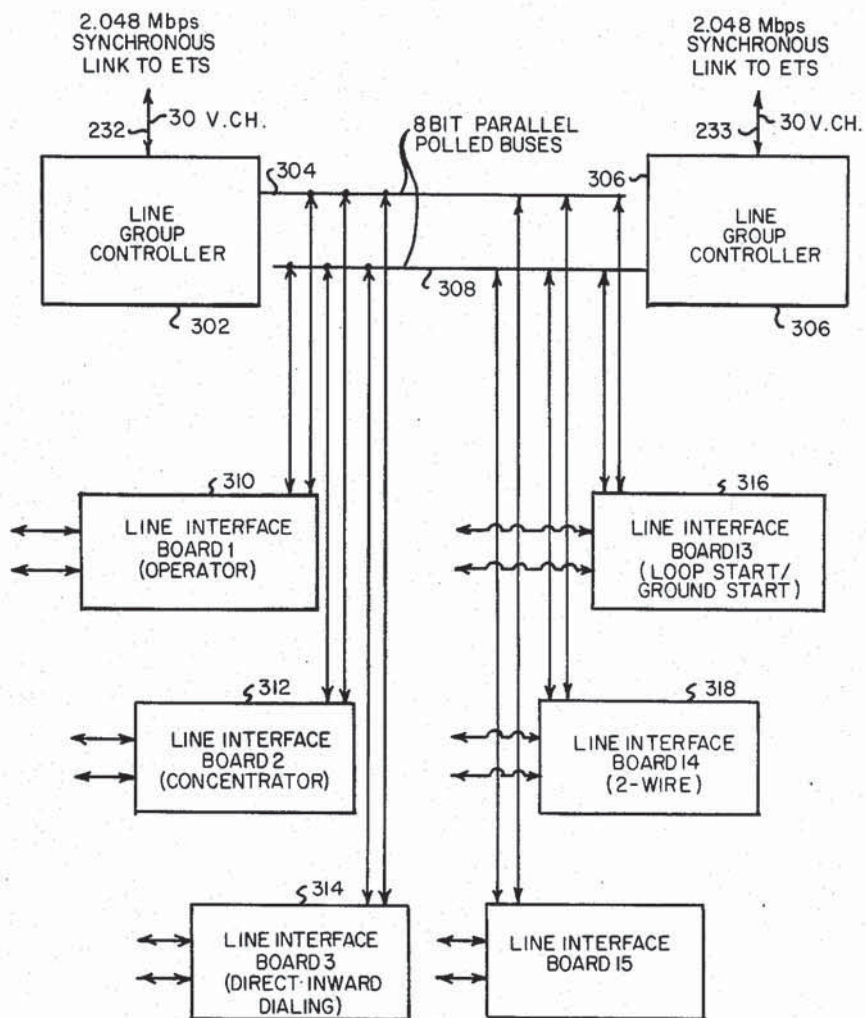 2.048 Mbps
SYNCHRONOUS
LINK TO ETS
232
30 V.CH.
2.048 Mbps
SYNCHRONOUS
LINK TO ETS
233
30 V.CH.
8 BIT PARALLEL
POLLED BUSES
304
306
LINE
GROUP
CONTROLLER
LINE
GROUP
CONTROLLER
308
302
306
310
LINE INTERFACE
BOARD 1
(OPERATOR)
316
LINE INTERFACE
BOARD 13
(LOOP START/
GROUND START)
312
LINE INTERFACE
BOARD 2
(CONCENTRATOR)
318
LINE INTERFACE
BOARD 14
(2-WIRE)
314
LINE INTERFACE
BOARD 3
(DIRECT-INWARD
DIALING)
LINE INTERFACE
BOARD 15